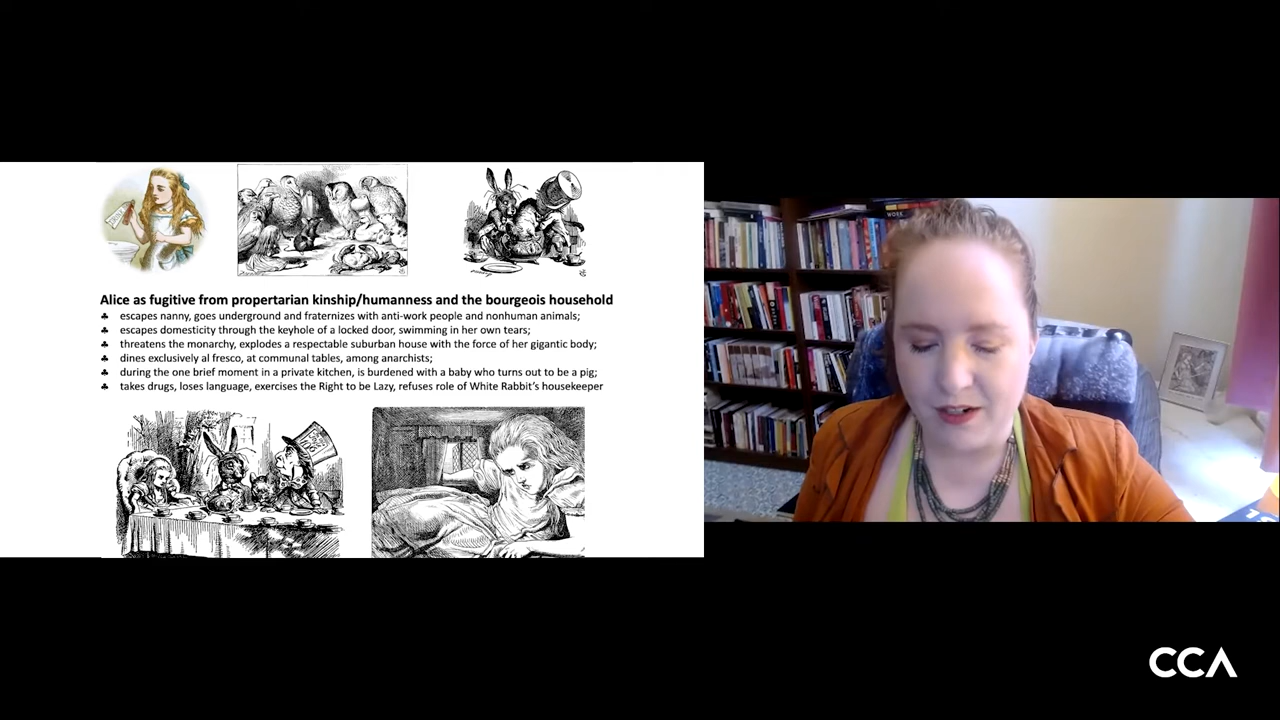 Alice as fugitive from propertarian kinship/humanness and the bourgeois household
♣ escapes nanny, goes underground and fraternizes with anti-work people and nonhuman animals;
♣ escapes domesticity through the keyhole of a locked door, swimming in her own tears;
♣ threatens the monarchy, explodes a respectable suburban house with the force of her gigantic body;
♣ dines exclusively al fresco, at communal tables, among anarchists;
♣ during the one brief moment in a private kitchen, is burdened with a baby who turns out to be a pig;
♣ takes drugs, loses language, exercises the Right to be Lazy, refuses role of White Rabbit's housekeeper
WORK
CCA